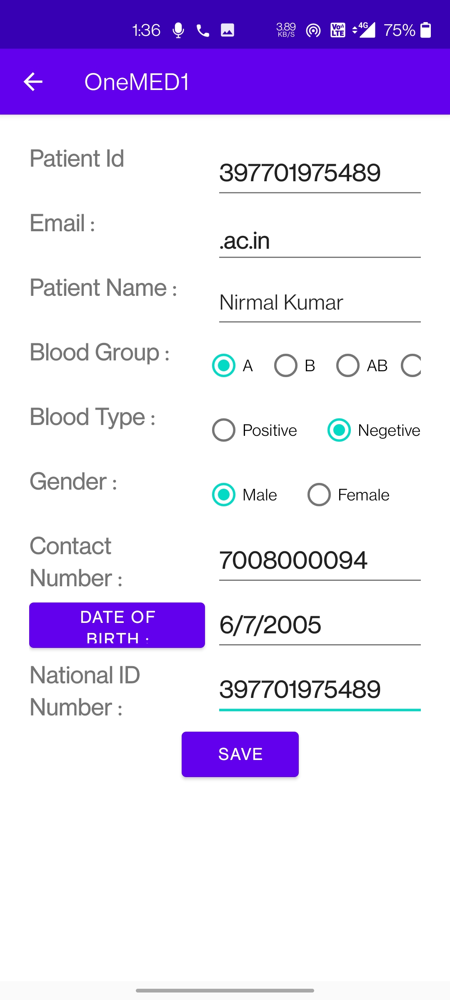 1:36 3.89 KB/S VoLTE 4G 75%
OneMED1
Patient Id
397701975489
Email :
.ac.in
Patient Name :
Nirmal Kumar
Blood Group :
A B AB
Blood Type :
Positive Negetive
Gender :
Male Female
Contact
Number :
7008000094
DATE OF
BIRTH :
6/7/2005
National ID
Number :
397701975489
SAVE